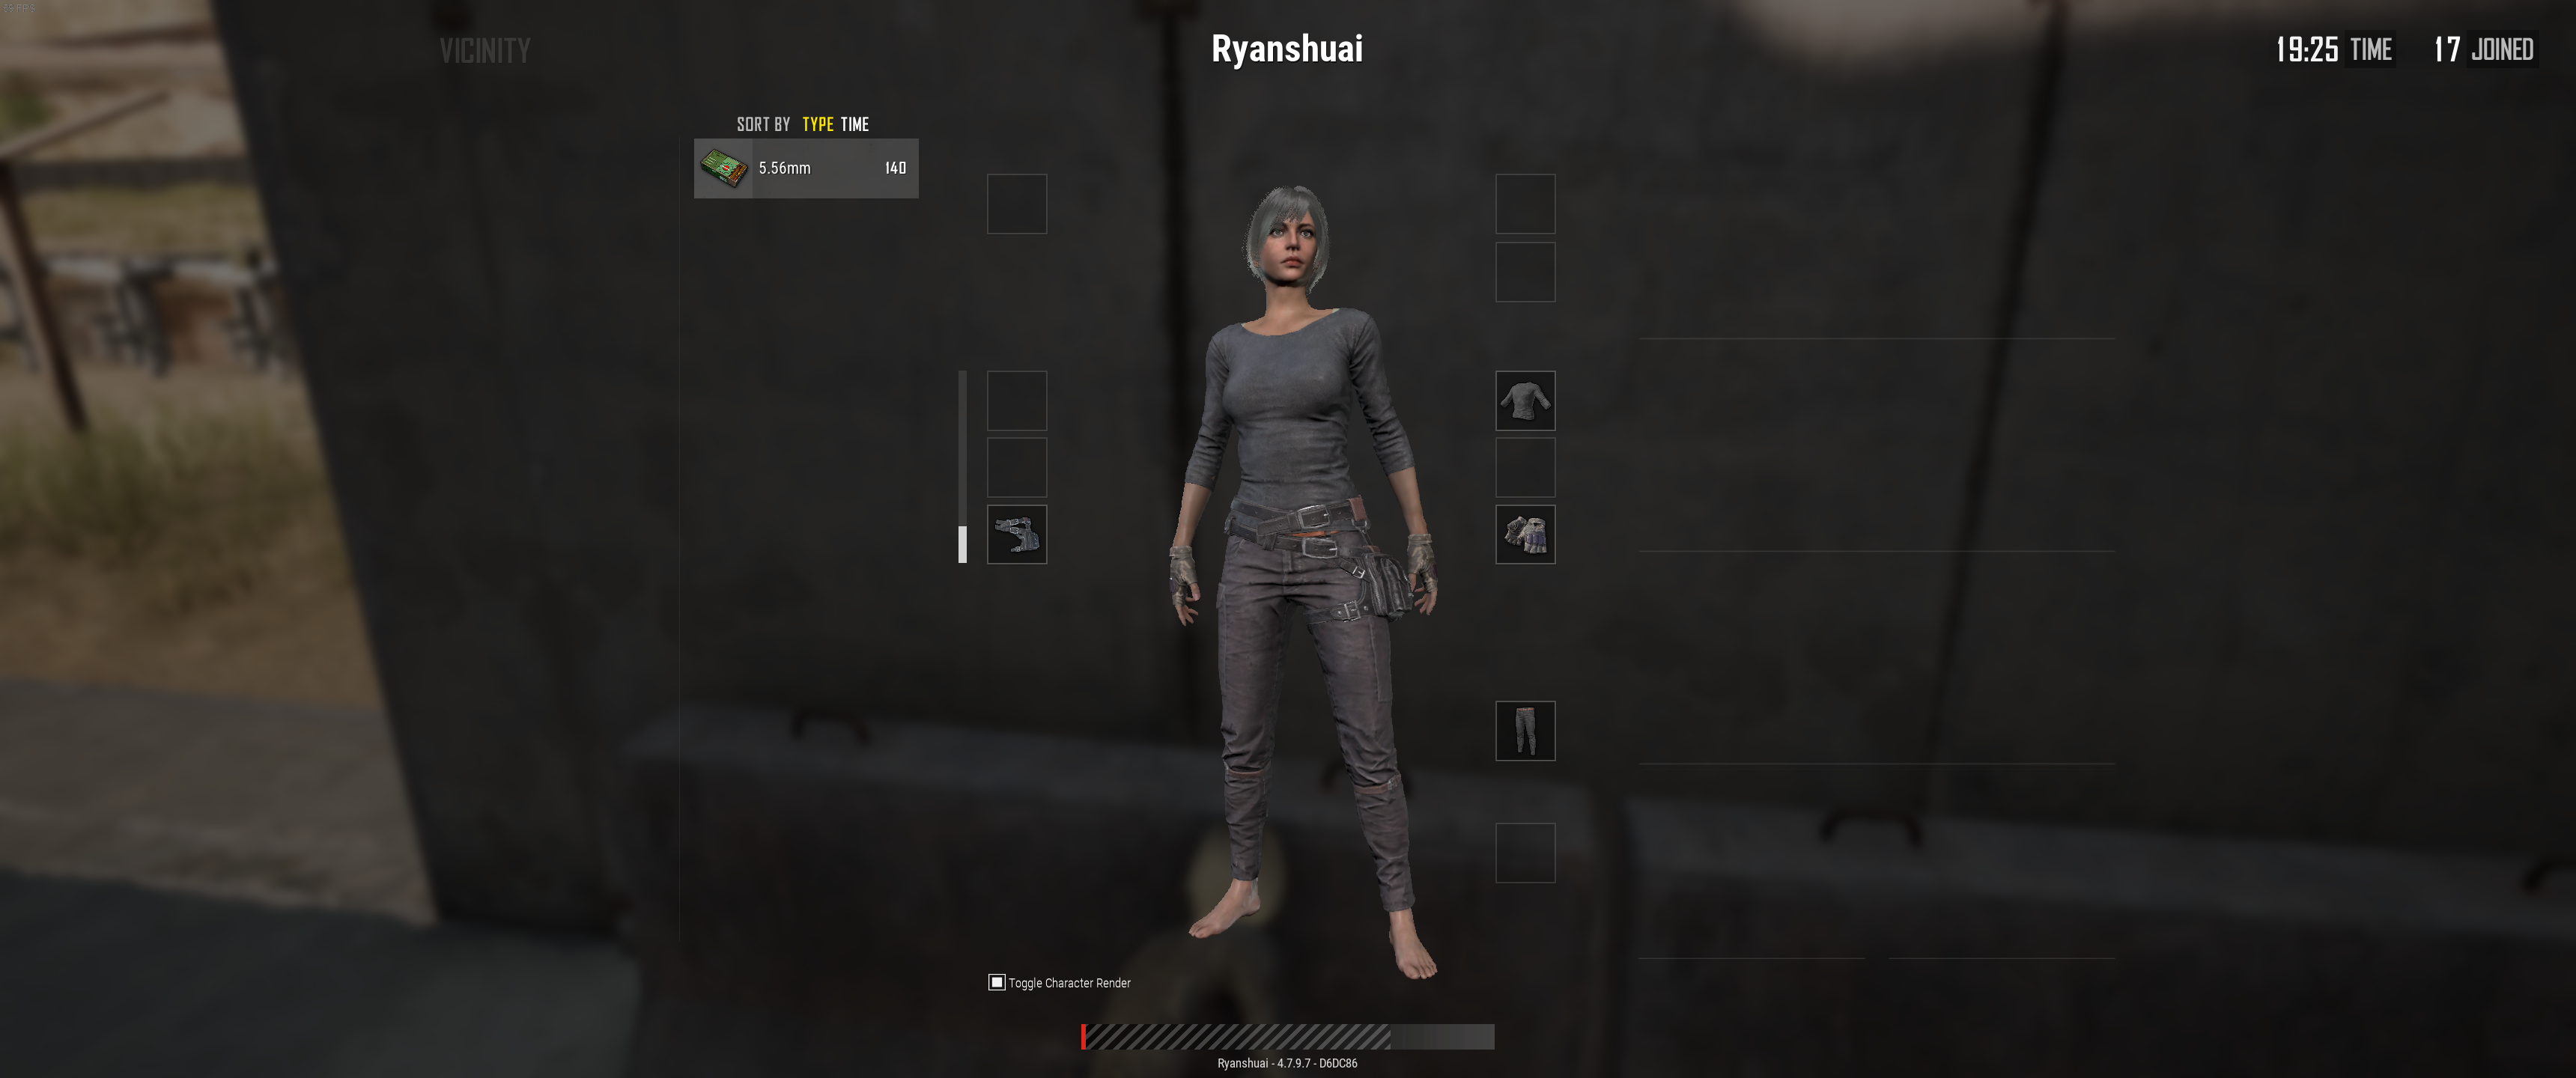 VICINITY
Ryanshuai
19:25 TIME 17 JOINED
SORT BY TYPE TIME
5.56mm 140
Toggle Character Render
Ryanshuai - 4.7.9.7 - D6DC86